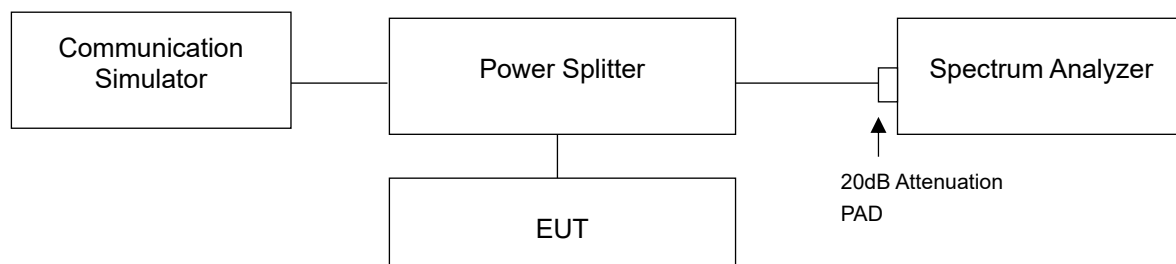 Communication
Simulator
Power Splitter
Spectrum Analyzer
20dB Attenuation
PAD
EUT